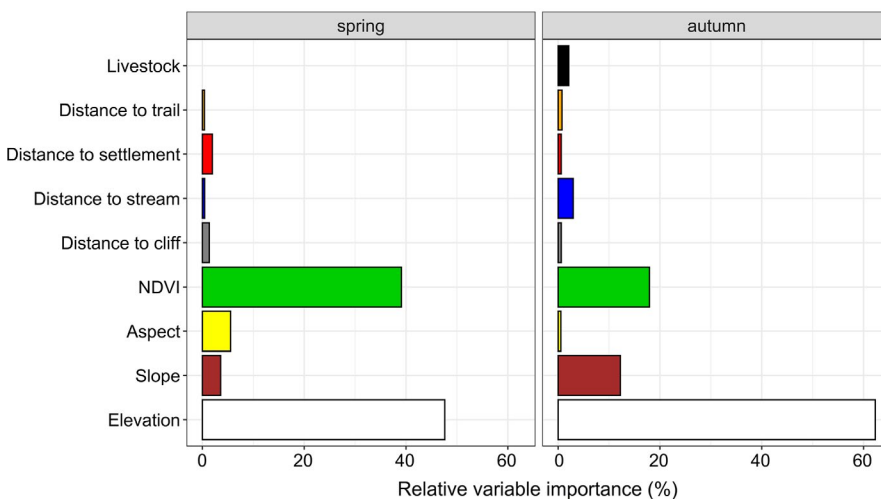 spring autumn
Livestock
Distance to trail
Distance to settlement
Distance to stream
Distance to cliff
NDVI
Aspect
Slope
Elevation
0 20 40 60 0 20 40 60
Relative variable importance (%)